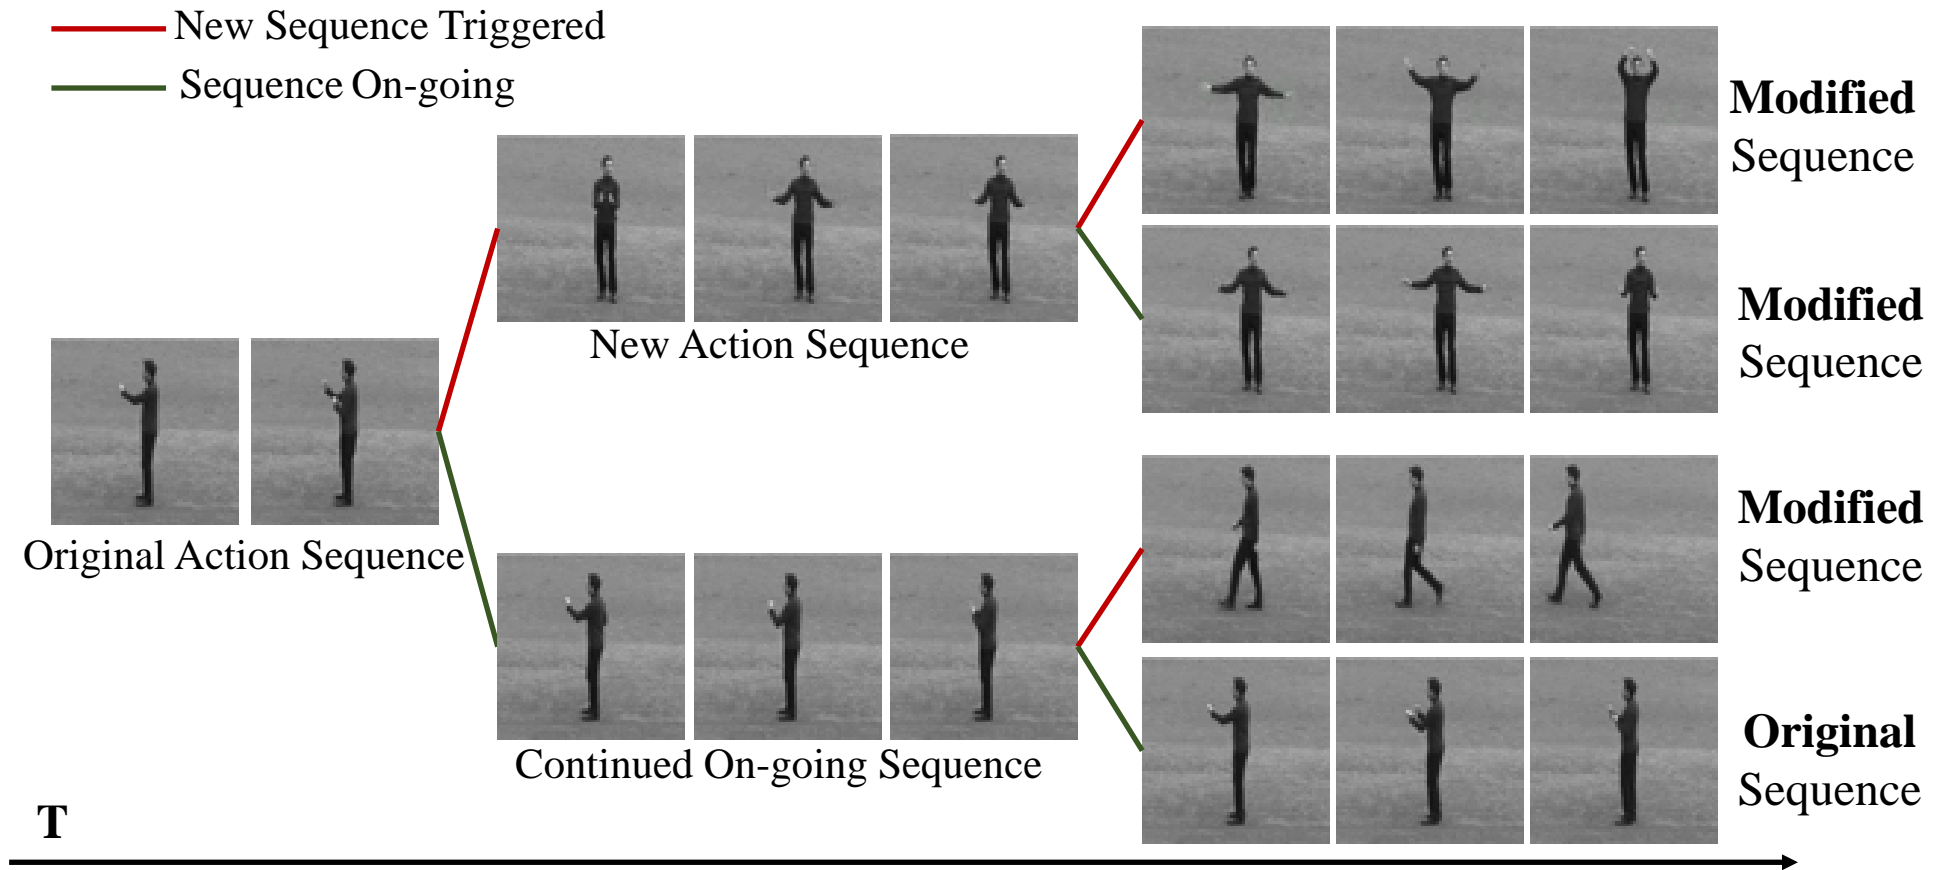 New Sequence Triggered
Sequence On-going
Modified
Sequence
New Action Sequence
Modified
Sequence
Original Action Sequence
Modified
Sequence
Continued On-going Sequence
Original
Sequence
T